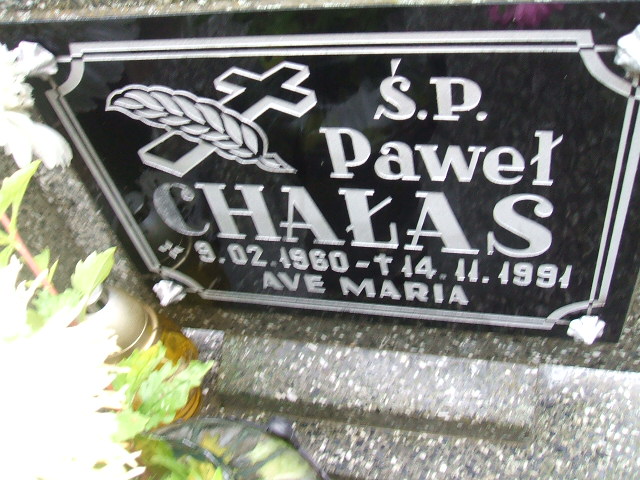 Ś.P.
Paweł
CHAŁAS
* 9.02.1960 - † 14.11.1991
AVE MARIA